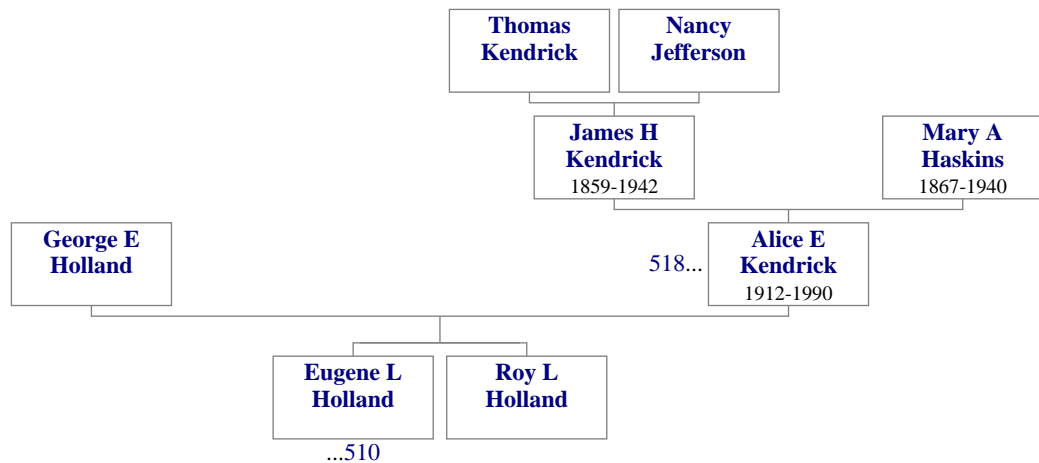 Thomas
Kendrick
Nancy
Jefferson
James H
Kendrick
1859-1942
Mary A
Haskins
1867-1940
George E
Holland
518...
Alice E
Kendrick
1912-1990
Eugene L
Holland
Roy L
Holland
...510